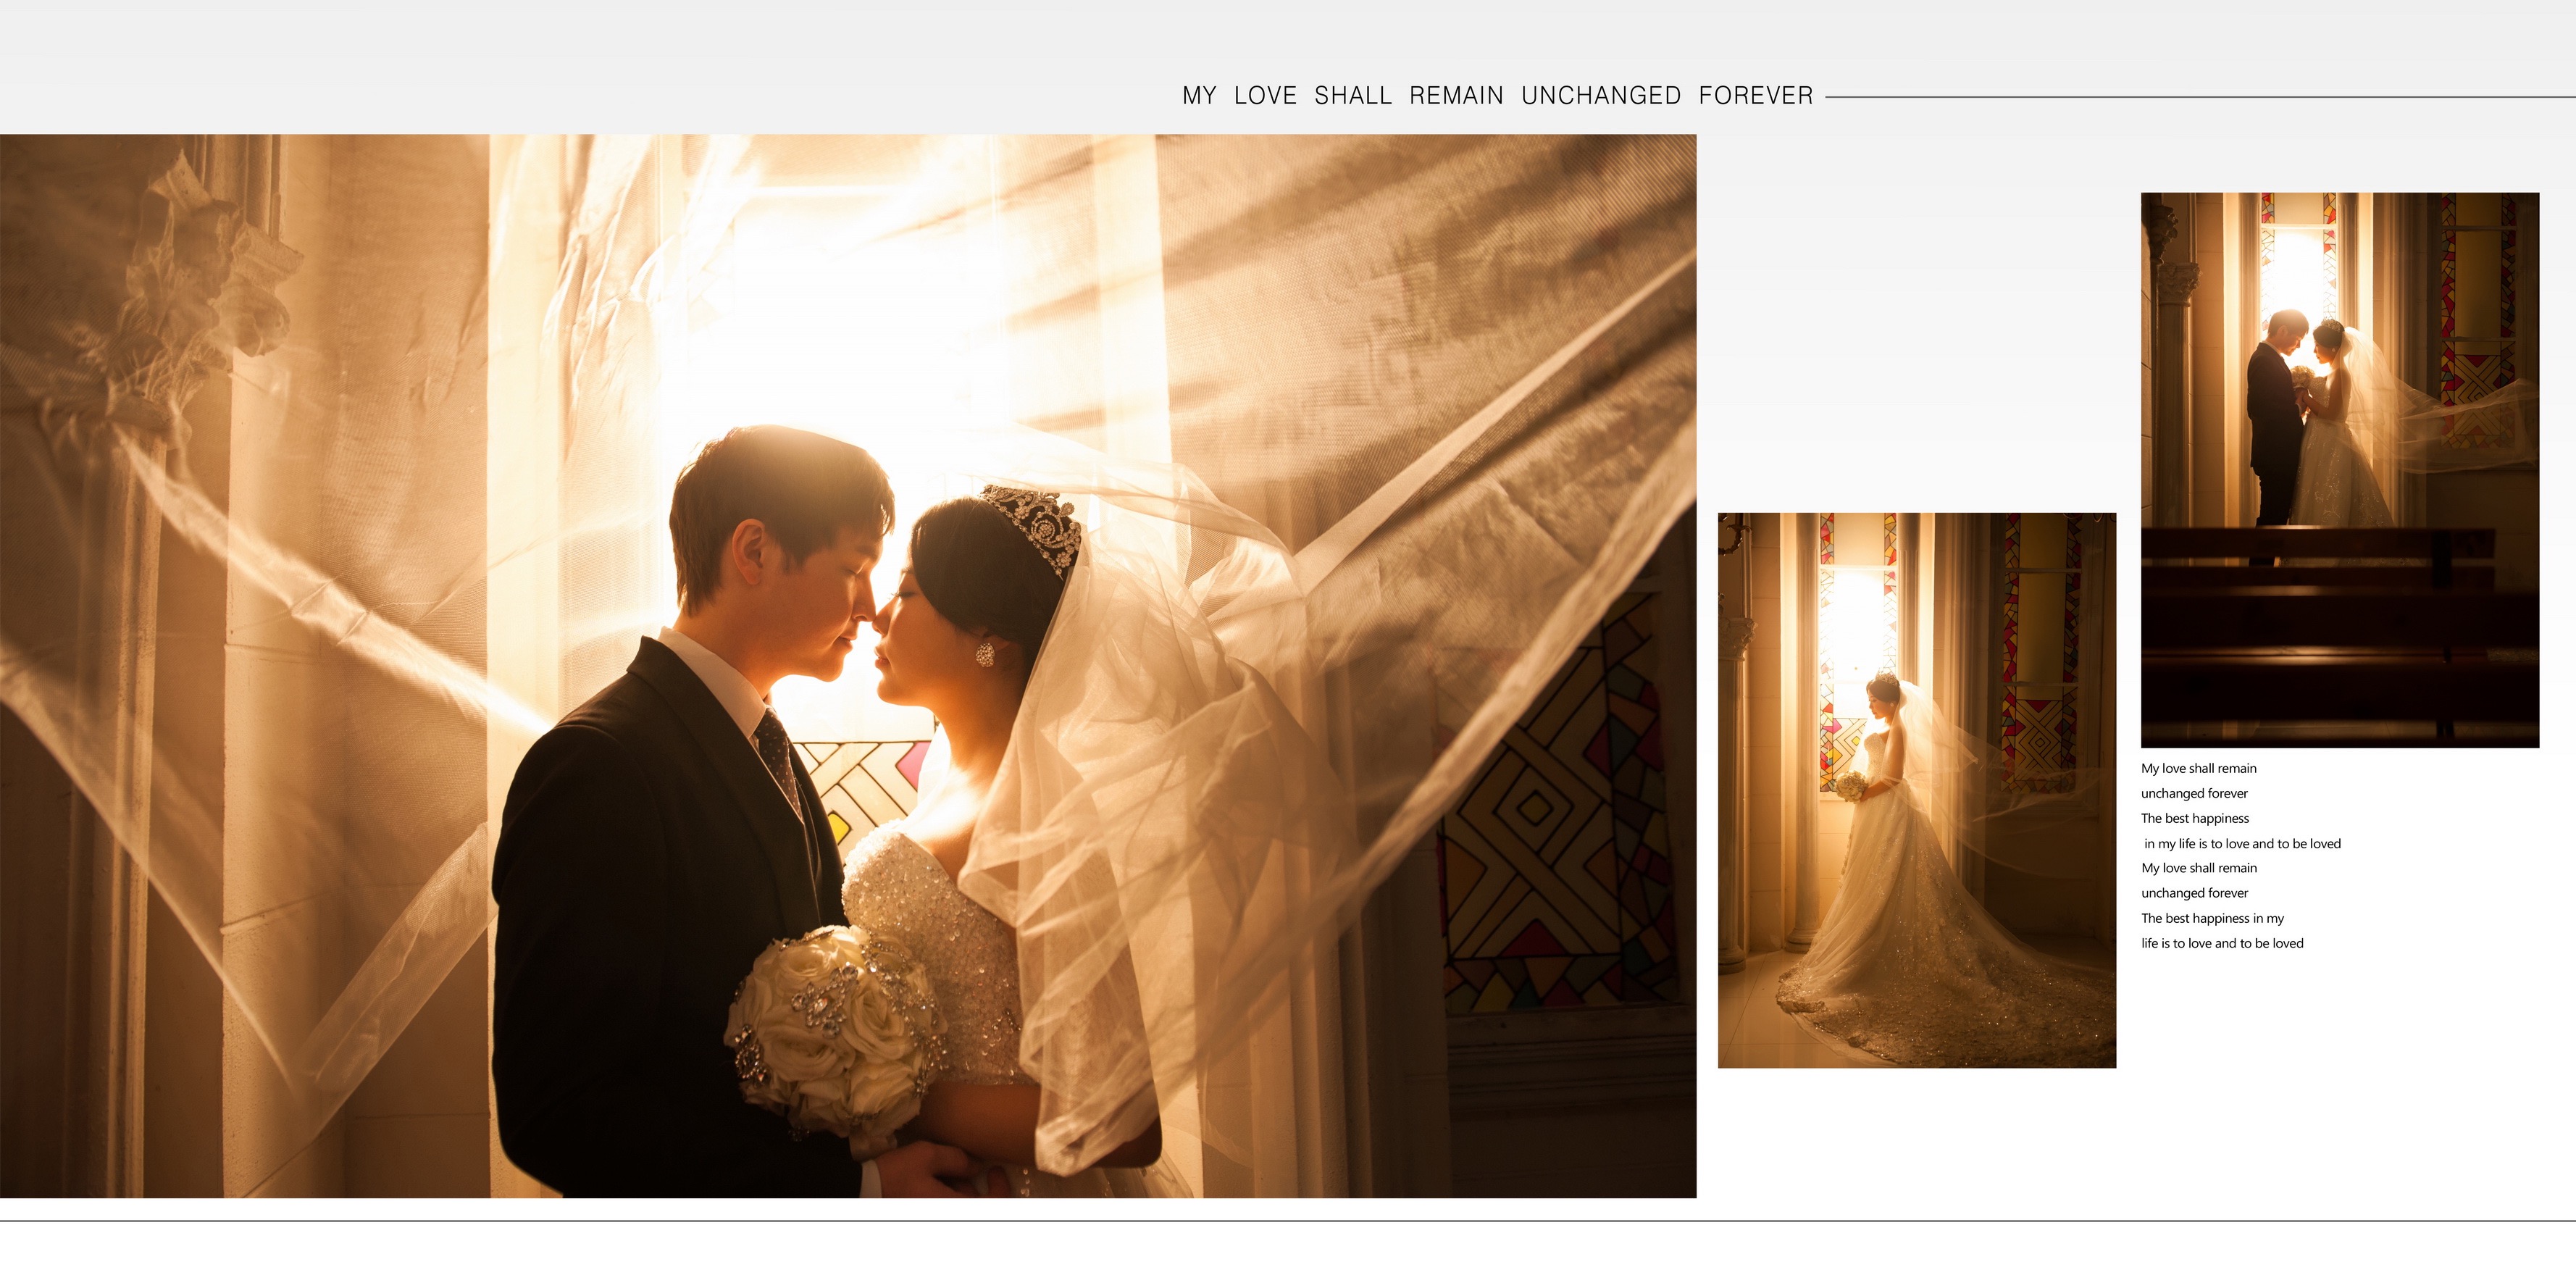 MY LOVE SHALL REMAIN UNCHANGED FOREVER
My love shall remain
unchanged forever
The best happiness
in my life is to love and to be loved
My love shall remain
unchanged forever
The best happiness in my
life is to love and to be loved